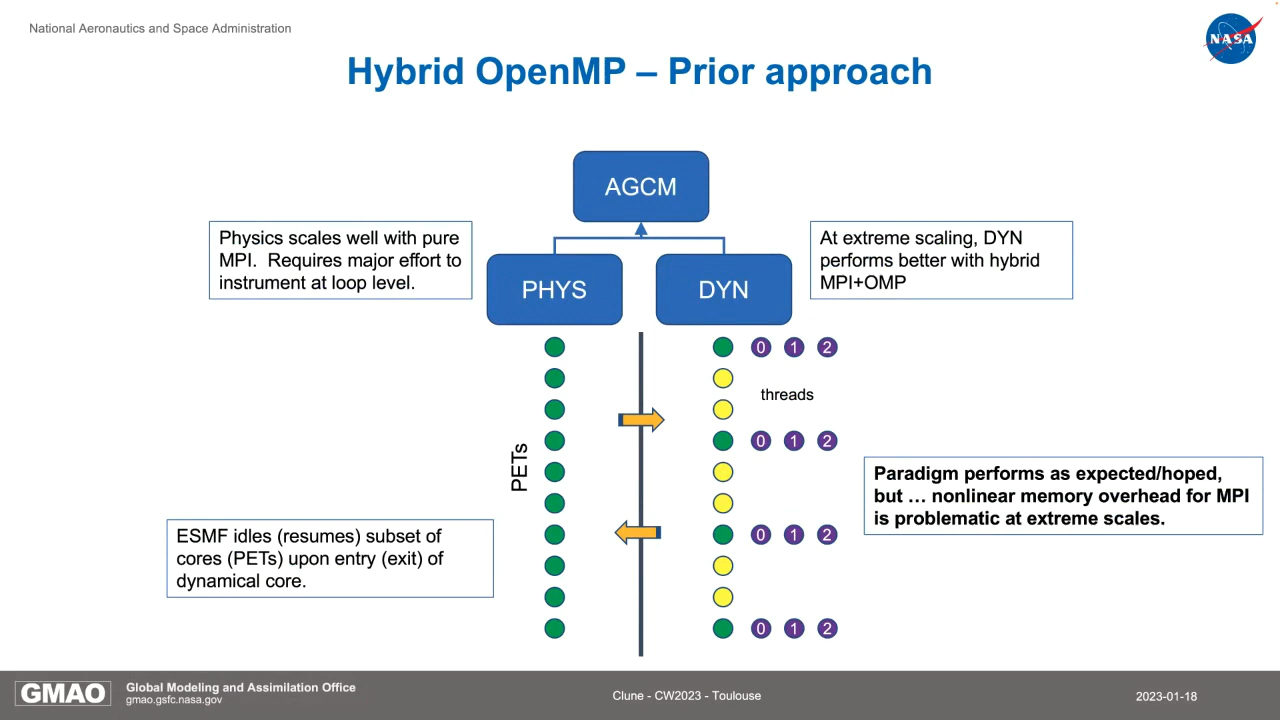 National Aeronautics and Space Administration
NASA
Hybrid OpenMP – Prior approach
AGCM
Physics scales well with pure
MPI.  Requires major effort to
instrument at loop level.
At extreme scaling, DYN
performs better with hybrid
MPI+OMP
PHYS
DYN
0 1 2
threads
0 1 2
PETs
Paradigm performs as expected/hoped,
but … nonlinear memory overhead for MPI
is problematic at extreme scales.
ESMF idles (resumes) subset of
cores (PETs) upon entry (exit) of
dynamical core.
0 1 2
0 1 2
GMAO
Global Modeling and Assimilation Office
gmao.gsfc.nasa.gov
Clune - CW2023 - Toulouse
2023-01-18